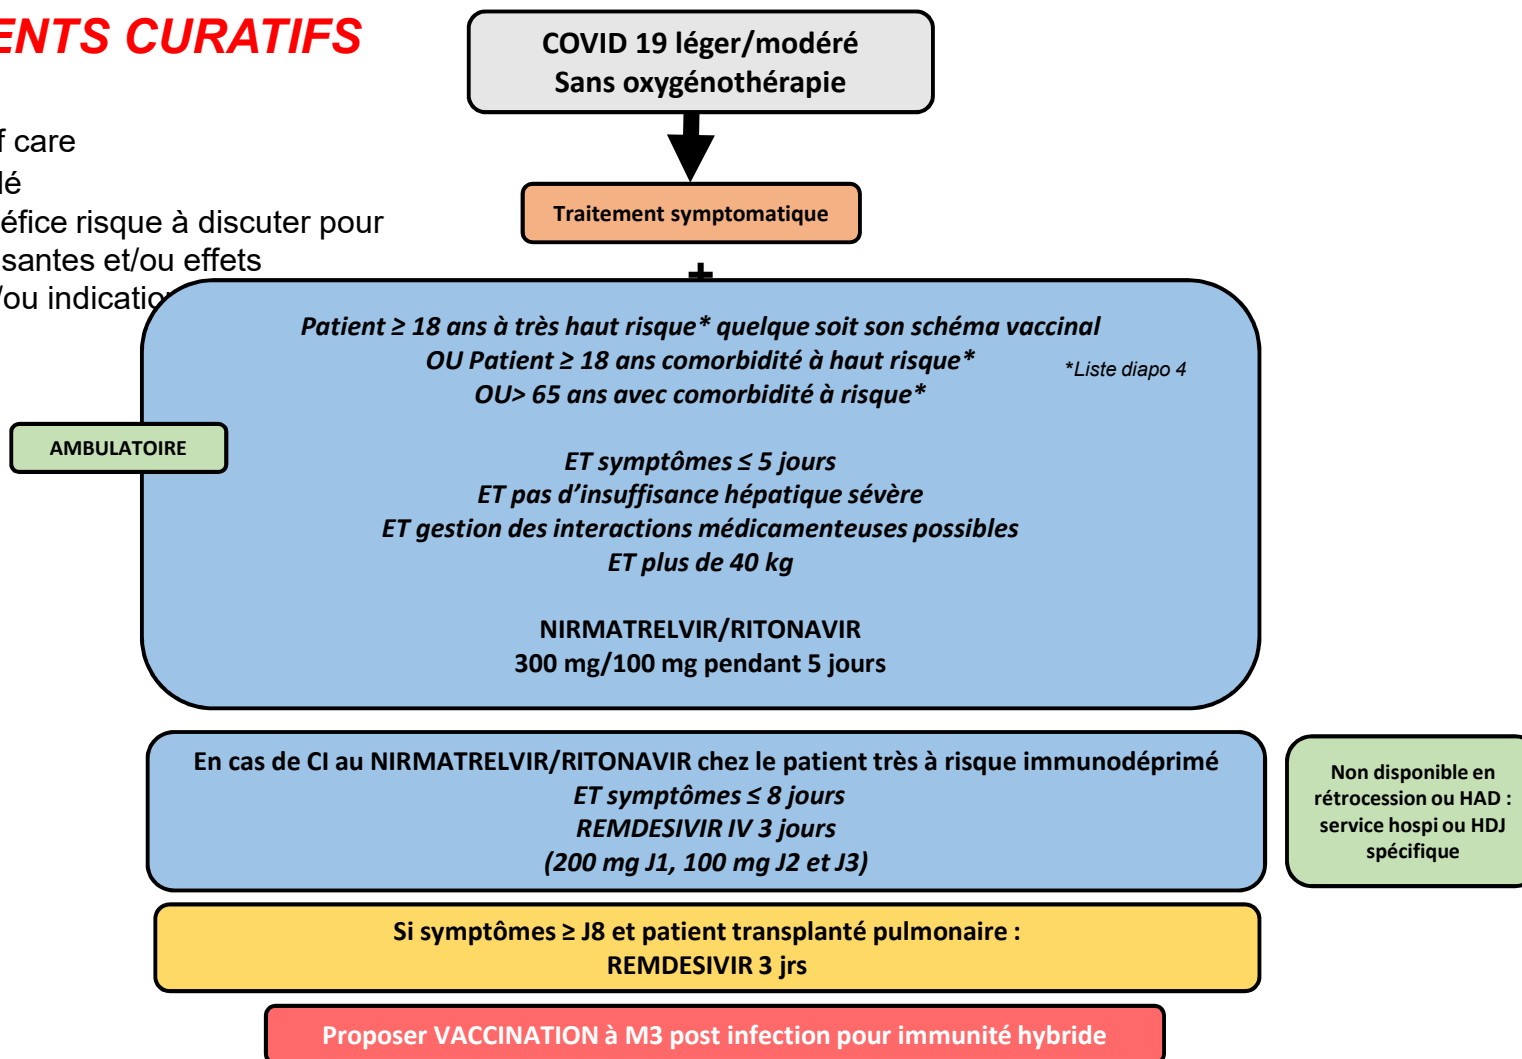 ENTS CURATIFS
COVID 19 léger/modéré
Sans oxygénothérapie
f care
lé
éfice risque à discuter pour
santes et/ou effets
/ou indication
Traitement symptomatique
+
Patient ≥ 18 ans à très haut risque* quelque soit son schéma vaccinal
OU Patient ≥ 18 ans comorbidité à haut risque*
*Liste diapo 4
OU> 65 ans avec comorbidité à risque*
AMBULATOIRE
ET symptômes ≤ 5 jours
ET pas d’insuffisance hépatique sévère
ET gestion des interactions médicamenteuses possibles
ET plus de 40 kg
NIRMATRELVIR/RITONAVIR
300 mg/100 mg pendant 5 jours
En cas de CI au NIRMATRELVIR/RITONAVIR chez le patient très à risque immunodéprimé
ET symptômes ≤ 8 jours
REMDESIVIR IV 3 jours
(200 mg J1, 100 mg J2 et J3)
Non disponible en
rétrocession ou HAD :
service hospi ou HDJ
spécifique
Si symptômes ≥ J8 et patient transplanté pulmonaire :
REMDESIVIR 3 jrs
Proposer VACCINATION à M3 post infection pour immunité hybride